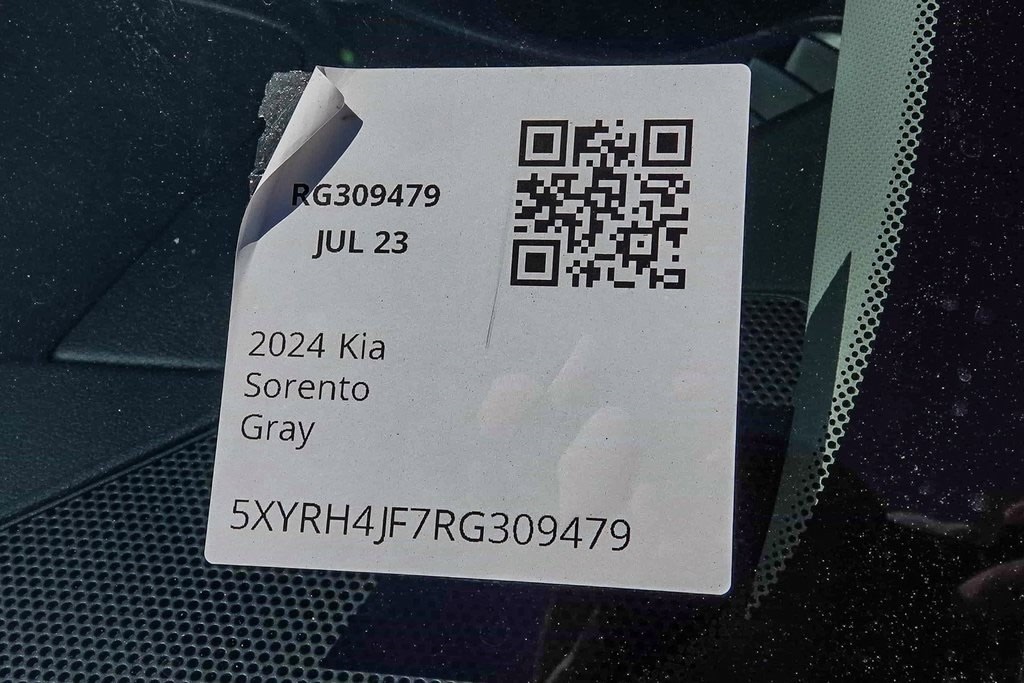 RG309479
JUL 23
2024 Kia
Sorento
Gray
5XYRH4JF7RG309479